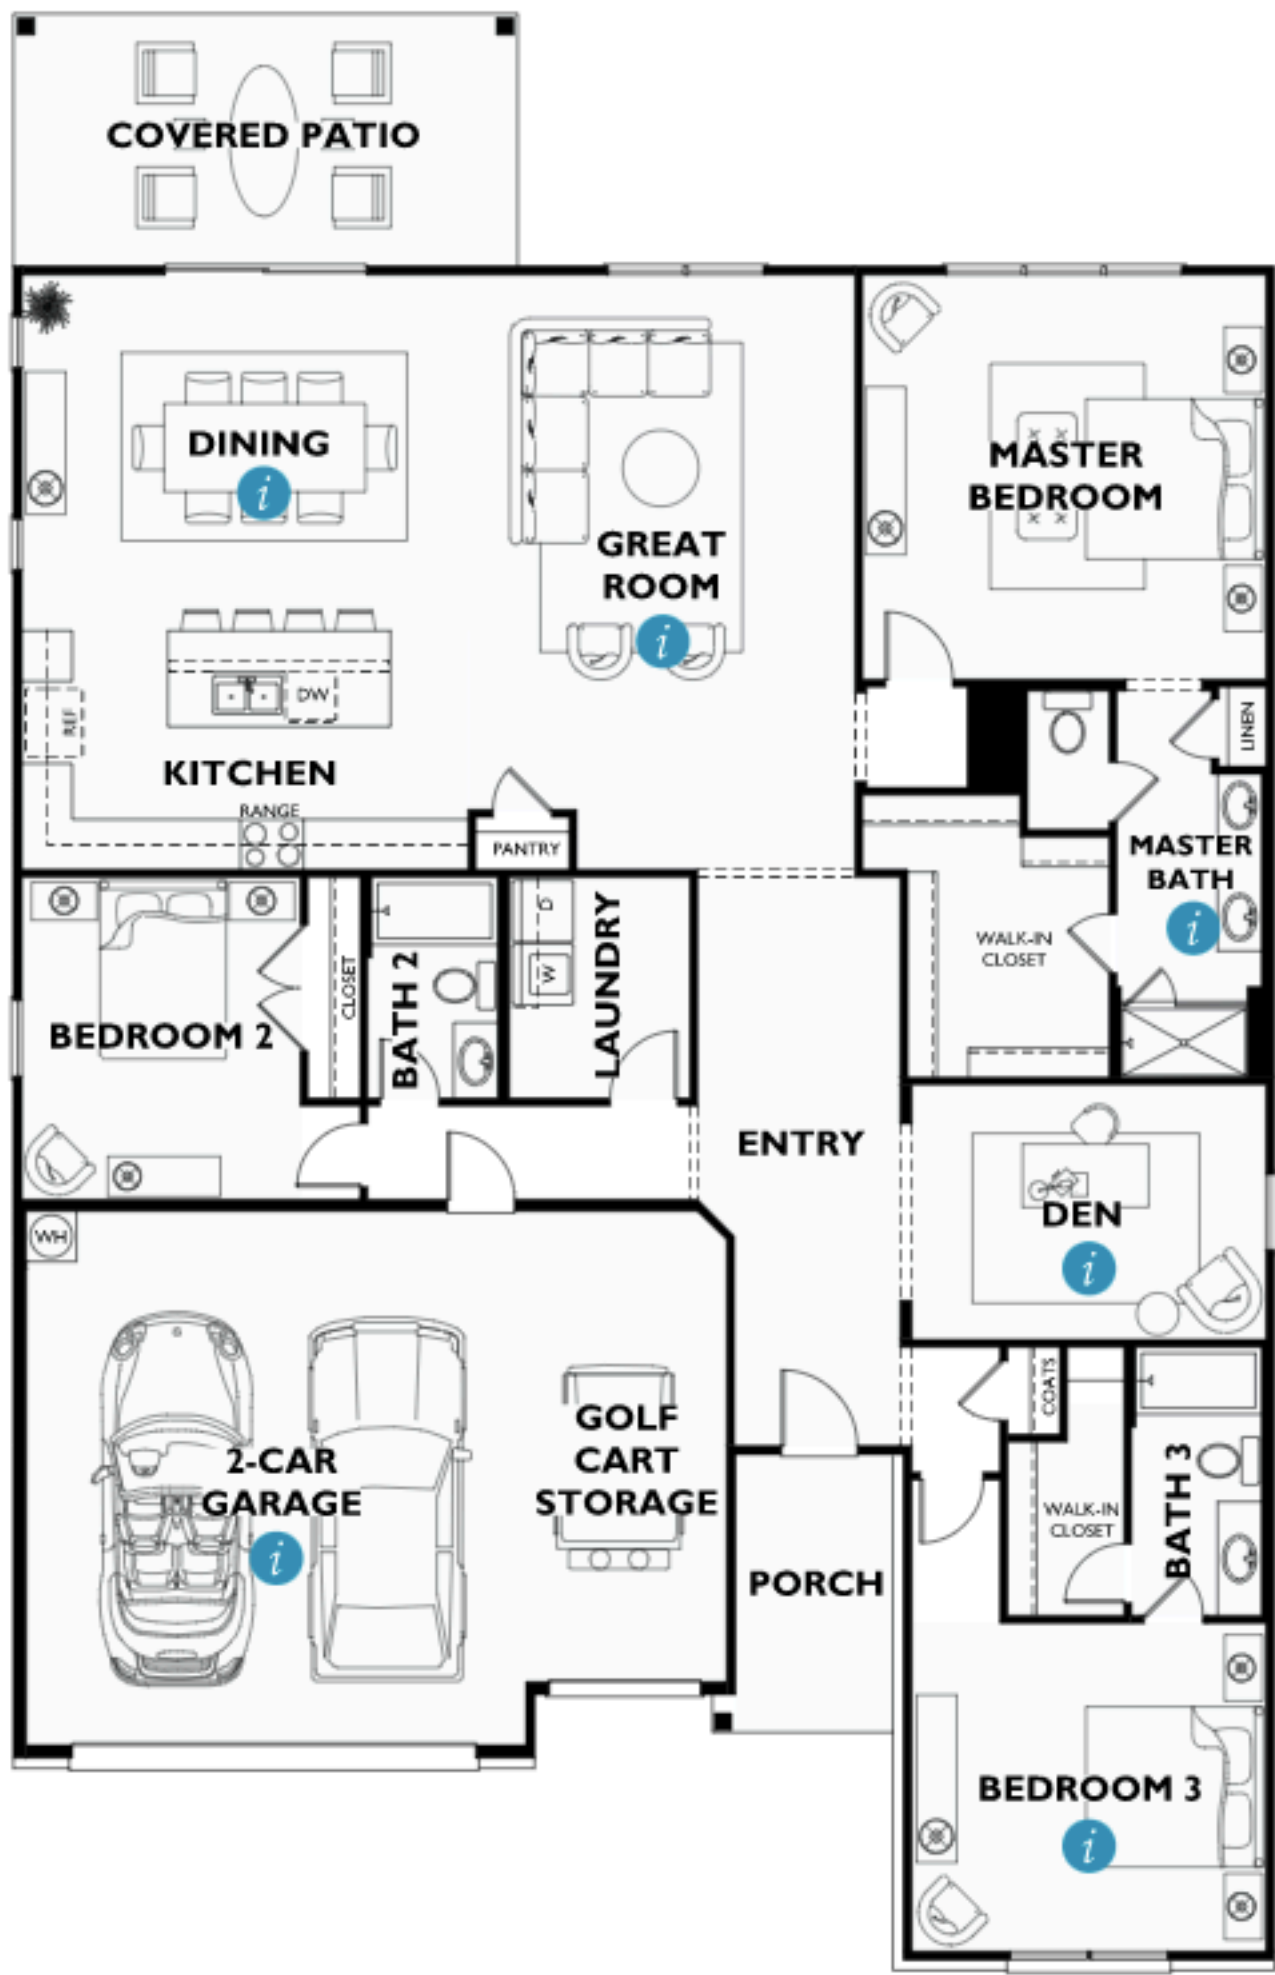 COVERED PATIO
DINING
i
GREAT
ROOM
i
MASTER
BEDROOM
DW
REF
KITCHEN
RANGE
PANTRY
LINEN
MASTER
BATH
i
WALK-IN
CLOSET
D
W
LAUNDRY
BATH 2
CLOSET
BEDROOM 2
ENTRY
DEN
i
WH
2-CAR
GARAGE
i
GOLF
CART
STORAGE
COATS
WALK-IN
CLOSET
BATH 3
PORCH
BEDROOM 3
i